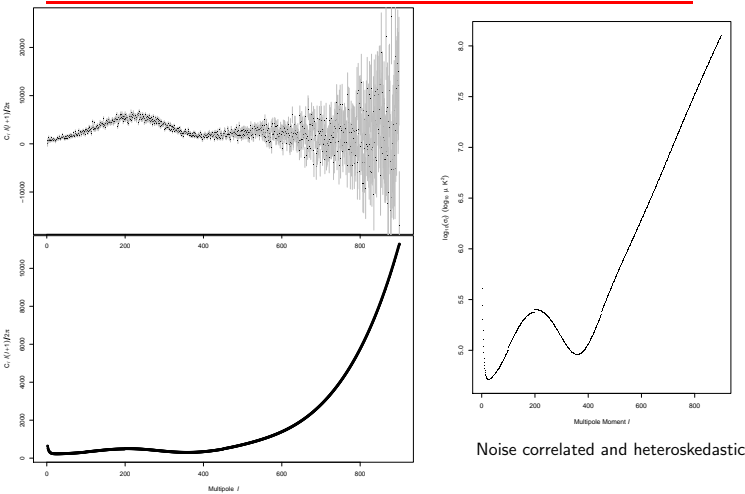 C_l l(l+1)/2π
20000
10000
0
−10000
0 200 400 600 800
C_l l(l+1)/2π
10000
8000
6000
4000
2000
0
0 200 400 600 800
Multipole l
log₁₀(σ_l) (log₁₀ μ K²)
8.0
7.5
7.0
6.5
6.0
5.5
5.0
0 200 400 600 800
Multipole Moment l
Noise correlated and heteroskedastic